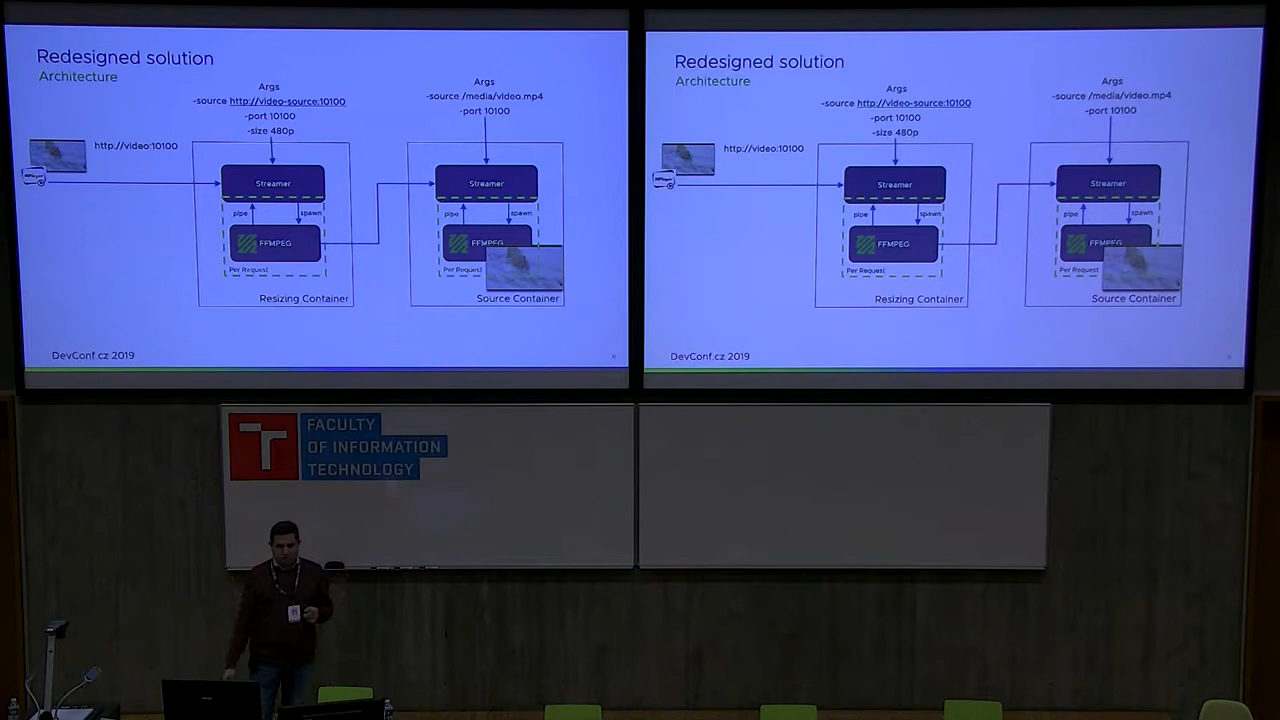 Redesigned solution
Architecture
Args
-source http://video-source:10100
-port 10100
-size 480p
Args
-source /media/video.mp4
-port 10100
http://video:10100
Streamer
Streamer
pipe
spawn
pipe
spawn
FFMPEG
FFMPEG
Per Request
Per Request
Resizing Container
Source Container
DevConf.cz 2019
Redesigned solution
Architecture
Args
-source http://video-source:10100
-port 10100
-size 480p
Args
-source /media/video.mp4
-port 10100
http://video:10100
Streamer
Streamer
pipe
spawn
pipe
spawn
FFMPEG
FFMPEG
Per Request
Per Request
Resizing Container
Source Container
DevConf.cz 2019
FACULTY
OF INFORMATION
TECHNOLOGY